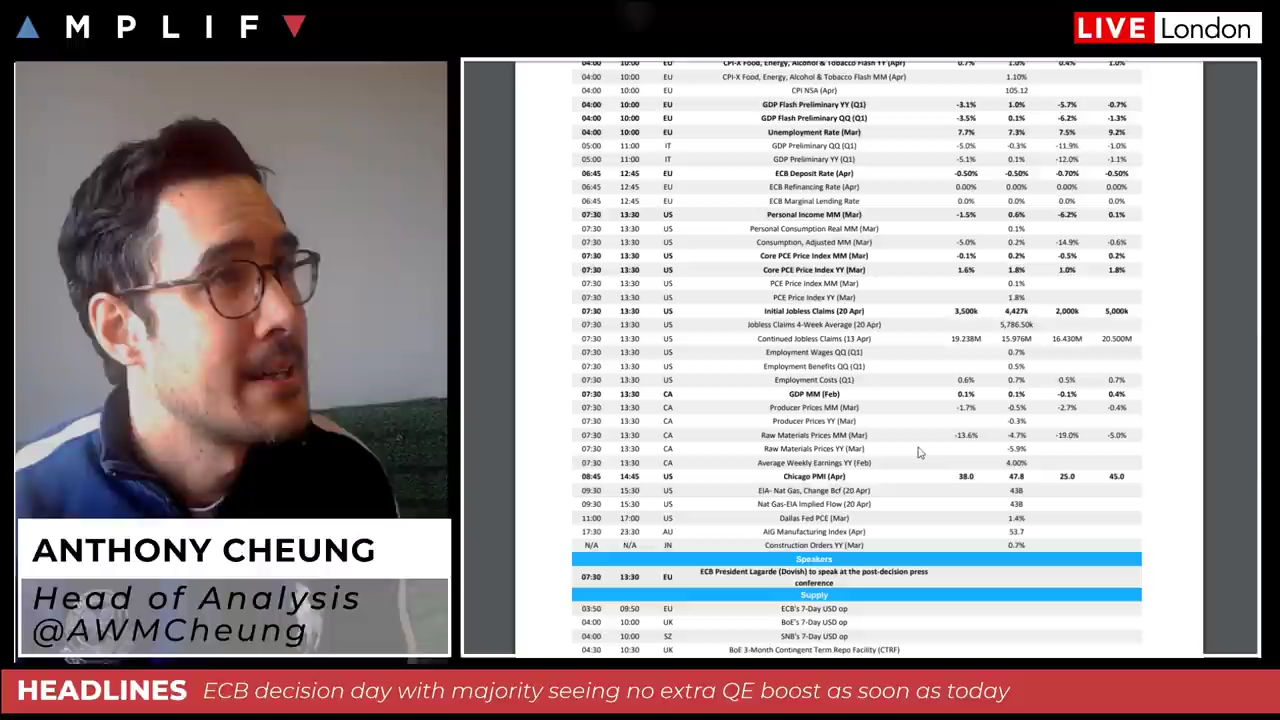 AMPLIFY
LIVE London
04:00 10:00 EU CPI-X Food, Energy, Alcohol & Tobacco Flash YY (Apr) 0.7% 1.0% 0.4% 1.0%
04:00 10:00 EU CPI-X Food, Energy, Alcohol & Tobacco Flash MM (Apr) 1.10%
04:00 10:00 EU CPI NSA (Apr) 105.12
04:00 10:00 EU GDP Flash Preliminary YY (Q1) -3.1% 1.0% -5.7% -0.7%
04:00 10:00 EU GDP Flash Preliminary QQ (Q1) -3.5% 0.1% -6.2% -1.3%
04:00 10:00 EU Unemployment Rate (Mar) 7.7% 7.3% 7.5% 9.2%
05:00 11:00 IT GDP Preliminary QQ (Q1) -5.0% -0.3% -11.9% -1.0%
05:00 11:00 IT GDP Preliminary YY (Q1) -5.1% 0.1% -12.0% -1.1%
06:45 12:45 EU ECB Deposit Rate (Apr) -0.50% -0.50% -0.70% -0.50%
06:45 12:45 EU ECB Refinancing Rate (Apr) 0.00% 0.00% 0.00% 0.00%
06:45 12:45 EU ECB Marginal Lending Rate 0.0% 0.0% 0.0% 0.0%
07:30 13:30 US Personal Income MM (Mar) -1.5% 0.6% -6.2% 0.1%
07:30 13:30 US Personal Consumption Real MM (Mar) 0.1%
07:30 13:30 US Consumption, Adjusted MM (Mar) -5.0% 0.2% -14.9% -0.6%
07:30 13:30 US Core PCE Price Index MM (Mar) -0.1% 0.2% -0.5% 0.2%
07:30 13:30 US Core PCE Price Index YY (Mar) 1.6% 1.8% 1.0% 1.8%
07:30 13:30 US PCE Price Index MM (Mar) 0.1%
07:30 13:30 US PCE Price Index YY (Mar) 1.8%
07:30 13:30 US Initial Jobless Claims (20 Apr) 3,500k 4,427k 2,000k 5,000k
07:30 13:30 US Jobless Claims 4-Week Average (20 Apr) 5,786.50k
07:30 13:30 US Continued Jobless Claims (13 Apr) 19.238M 15.976M 16.430M 20.500M
07:30 13:30 US Employment Wages QQ (Q1) 0.7%
07:30 13:30 US Employment Benefits QQ (Q1) 0.5%
07:30 13:30 US Employment Costs (Q1) 0.6% 0.7% 0.5% 0.7%
07:30 13:30 CA GDP MM (Feb) 0.1% 0.1% -0.1% 0.4%
07:30 13:30 CA Producer Prices MM (Mar) -1.7% -0.5% -2.7% -0.4%
07:30 13:30 CA Producer Prices YY (Mar) -0.3%
07:30 13:30 CA Raw Materials Prices MM (Mar) -13.6% -4.7% -19.0% -5.0%
07:30 13:30 CA Raw Materials Prices YY (Mar) -5.9%
07:30 13:30 CA Average Weekly Earnings YY (Feb) 4.00%
08:45 14:45 US Chicago PMI (Apr) 38.0 47.8 25.0 45.0
09:30 15:30 US EIA- Nat Gas, Change Bcf (20 Apr) 43B
09:30 15:30 US Nat Gas-EIA Implied Flow (20 Apr) 43B
11:00 17:00 US Dallas Fed PCE (Mar) 1.4%
17:30 23:30 AU AIG Manufacturing Index (Apr) 53.7
N/A N/A JN Construction Orders YY (Mar) 0.7%
Speakers
07:30 13:30 EU ECB President Lagarde (Dovish) to speak at the post-decision press
conference
Supply
03:50 09:50 EU ECB's 7-Day USD op
04:00 10:00 UK BoE's 7-Day USD op
04:00 10:00 SZ SNB's 7-Day USD op
04:30 10:30 UK BoE 3-Month Contingent Term Repo Facility (CTRF)
ANTHONY CHEUNG
Head of Analysis
@AWMCheung
HEADLINES ECB decision day with majority seeing no extra QE boost as soon as today